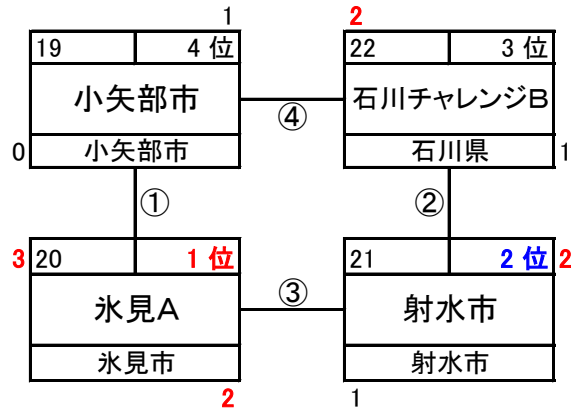 1 2
19 4 位 22 3 位
小矢部市 ④ 石川チャレンジB
0 小矢部市 石川県 1
① ②
3 20 1 位 ③ 21 2 位 2
氷見A 射水市
氷見市 射水市
2 1